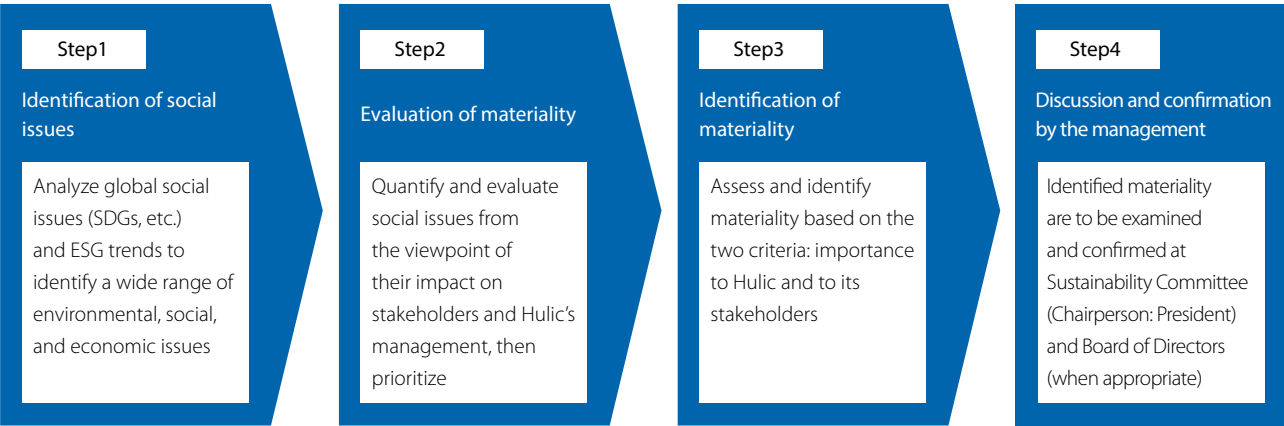 Step1
Identification of social
issues
Analyze global social
issues (SDGs, etc.)
and ESG trends to
identify a wide range of
environmental, social,
and economic issues
Step2
Evaluation of materiality
Quantify and evaluate
social issues from
the viewpoint of
their impact on
stakeholders and Hulic's
management, then
prioritize
Step3
Identification of
materiality
Assess and identify
materiality based on the
two criteria: importance
to Hulic and to its
stakeholders
Step4
Discussion and confirmation
by the management
Identified materiality
are to be examined
and confirmed at
Sustainability Committee
(Chairperson: President)
and Board of Directors
(when appropriate)